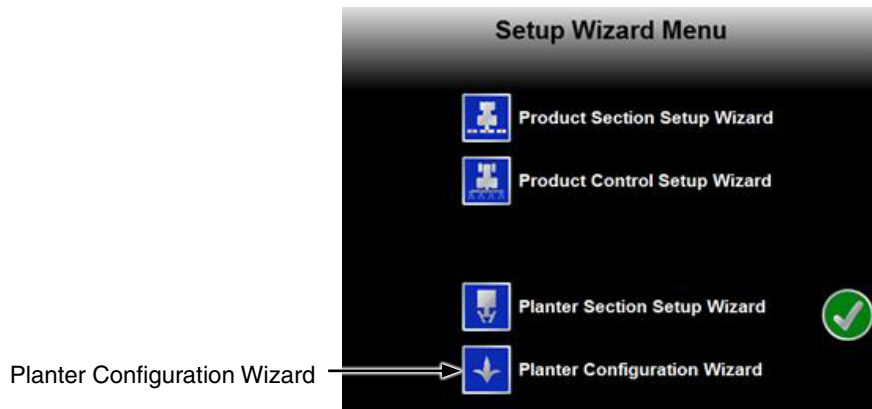 Setup Wizard Menu
Product Section Setup Wizard
Product Control Setup Wizard
Planter Section Setup Wizard
Planter Configuration Wizard
Planter Configuration Wizard